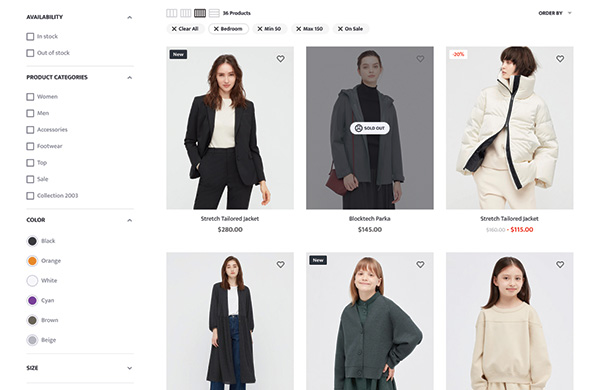 AVAILABILITY
In stock
Out of stock
PRODUCT CATEGORIES
Women
Men
Accessories
Footwear
Top
Sale
Collection 2003
COLOR
Black
Orange
White
Cyan
Brown
Beige
SIZE
36 Products
ORDER BY
Clear All
Bedroom
Min 50
Max 150
On Sale
New
SOLD OUT
-20%
Stretch Tailored Jacket
$280.00
Blocktech Parka
$145.00
Stretch Tailored Jacket
$160.00 $115.00
New